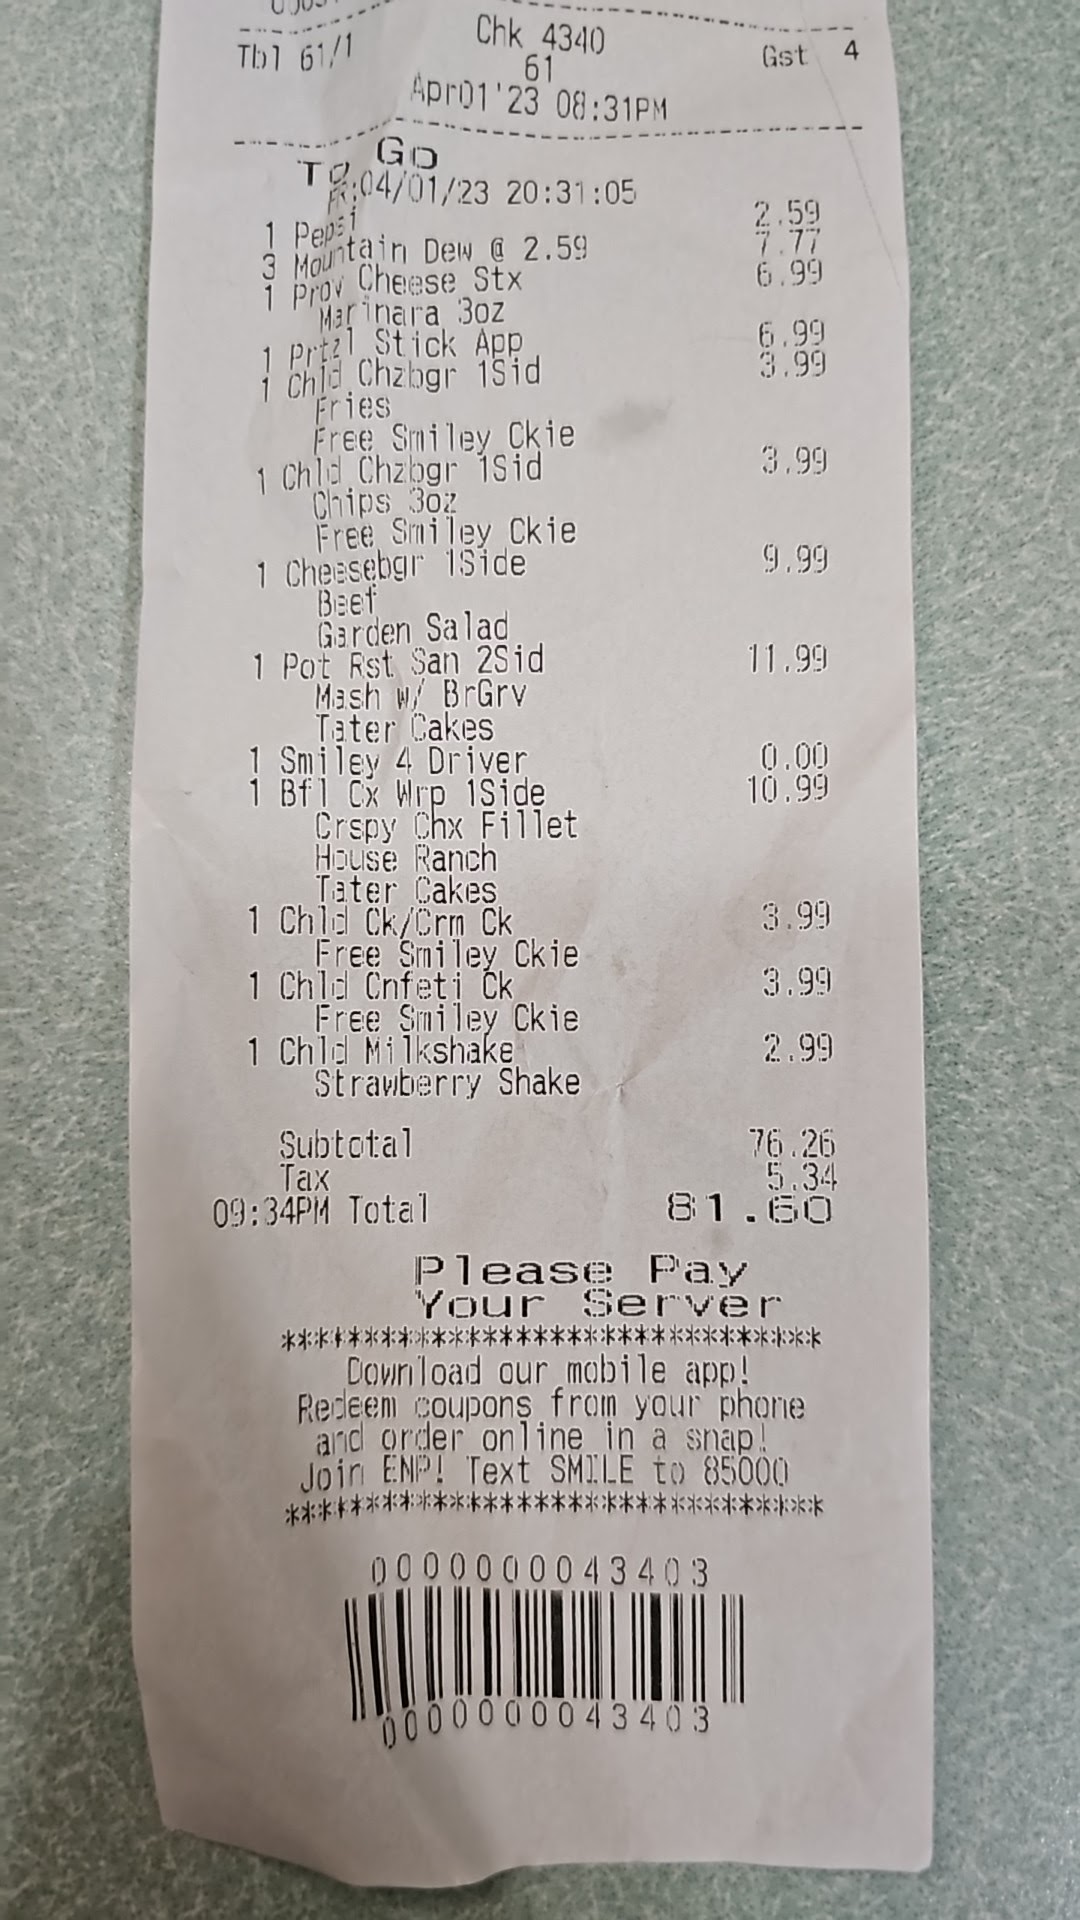 Tbl 61/1 Chk 4340 Gst 4
61
Apr01'23 08:31PM
To Go
FR:04/01/23 20:31:05
1 Pepsi 2.59
3 Mountain Dew @ 2.59 7.77
1 Prov Cheese Stx 6.99
Marinara 3oz
1 Prtzl Stick App 6.99
1 Chld Chzbgr 1Sid 3.99
Fries
Free Smiley Ckie
1 Chld Chzbgr 1Sid 3.99
Chips 3oz
Free Smiley Ckie
1 Cheesebgr 1Side 9.99
Beef
Garden Salad
1 Pot Rst San 2Sid 11.99
Mash w/ BrGrv
Tater Cakes
1 Smiley 4 Driver 0.00
1 Bfl Cx Wrp 1Side 10.99
Crspy Chx Fillet
House Ranch
Tater Cakes
1 Chld Ck/Crm Ck 3.99
Free Smiley Ckie
1 Chld Cnfeti Ck 3.99
Free Smiley Ckie
1 Chld Milkshake 2.99
Strawberry Shake
Subtotal 76.26
Tax 5.34
09:34PM Total 81.60
Please Pay
Your Server
***************************************
Download our mobile app!
Redeem coupons from your phone
and order online in a snap!
Join ENP! Text SMILE to 85000
***************************************
0000000043403
0000000043403